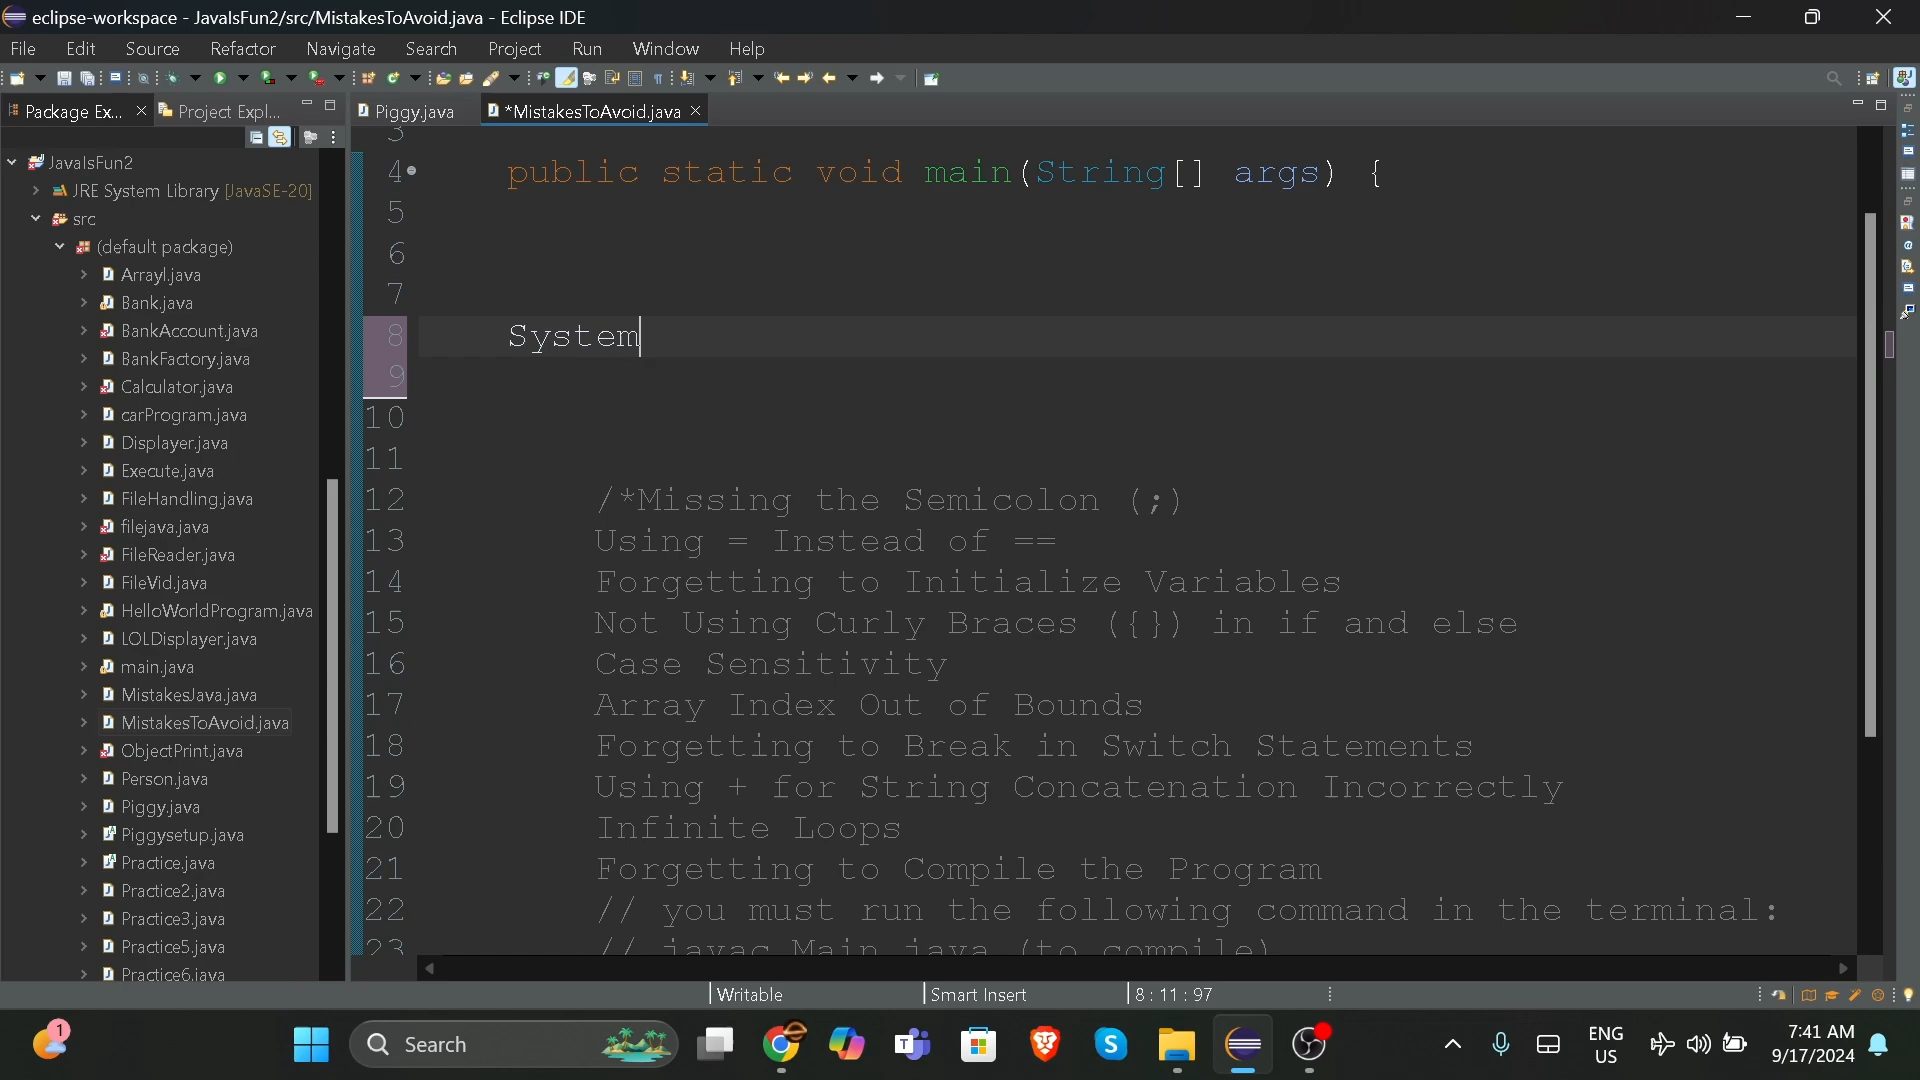 eclipse-workspace - JavaIsFun2/src/MistakesToAvoid.java - Eclipse IDE
File Edit Source Refactor Navigate Search Project Run Window Help
Package Ex... Project Expl... Piggy.java *MistakesToAvoid.java
JavaIsFun2
JRE System Library [JavaSE-20]
src
(default package)
ArrayI.java
Bank.java
BankAccount.java
BankFactory.java
Calculator.java
carProgram.java
Displayer.java
Execute.java
FileHandling.java
filejava.java
FileReader.java
FileVid.java
HelloWorldProgram.java
LOLDisplayer.java
main.java
MistakesJava.java
MistakesToAvoid.java
ObjectPrint.java
Person.java
Piggy.java
Piggysetup.java
Practice.java
Practice2.java
Practice3.java
Practice5.java
Practice6.java
3
4 public static void main(String[] args) {
5
6
7
8 System
9
10
11
12 /*Missing the Semicolon (;)
13 Using = Instead of ==
14 Forgetting to Initialize Variables
15 Not Using Curly Braces ({}) in if and else
16 Case Sensitivity
17 Array Index Out of Bounds
18 Forgetting to Break in Switch Statements
19 Using + for String Concatenation Incorrectly
20 Infinite Loops
21 Forgetting to Compile the Program
22 // you must run the following command in the terminal:
23 // javac Main.java (to compile)
Writable Smart Insert 8 : 11 : 97
1 Search ENG US 7:41 AM 9/17/2024